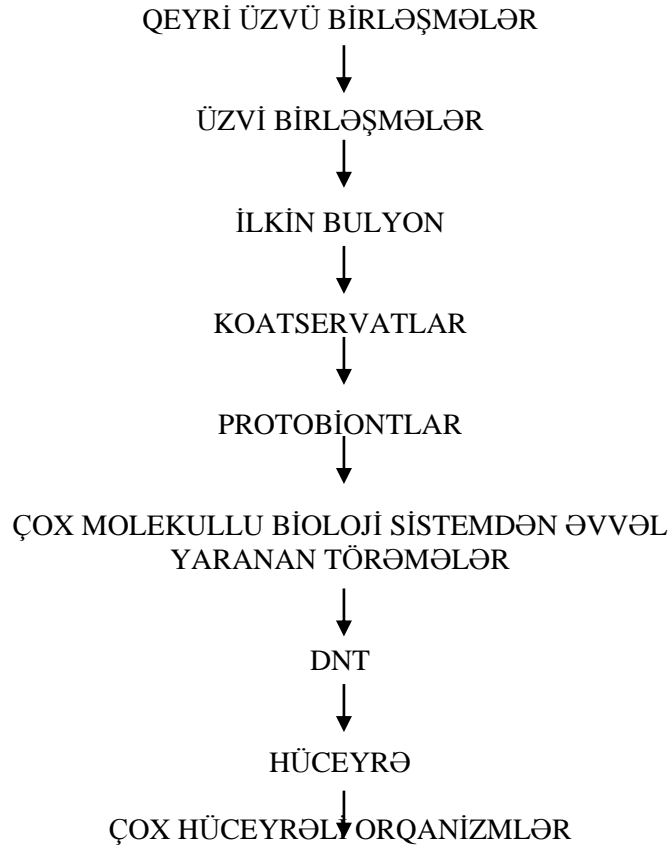 QEYRİ ÜZVÜ BİRLƏŞMƏLƏR
ÜZVİ BİRLƏŞMƏLƏR
İLKİN BULYON
KOATSERVATLAR
PROTOBİONTLAR
ÇOX MOLEKULLU BİOLOJİ SİSTEMDƏN ƏVVƏL
YARANAN TÖRƏMƏLƏR
DNT
HÜCEYRƏ
ÇOX HÜCEYRƏLİ ORQANİZMLƏR